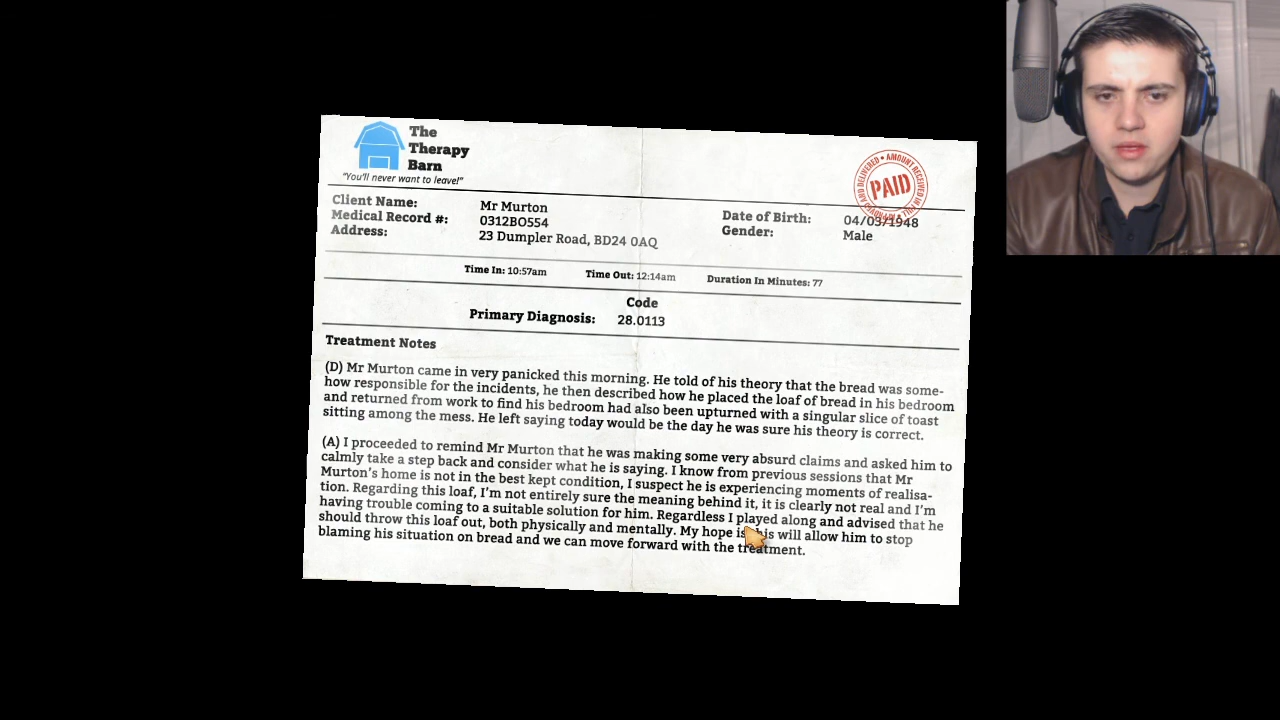 The
Therapy
Barn
"You'll never want to leave!"
AMOUNT RECEIVED IN
PAID
Client Name: Mr Murton
Medical Record #: 0312BO554
Address: 23 Dumpler Road, BD24 0AQ
Date of Birth: 04/03/1948
Gender: Male
Time In: 10:57am Time Out: 12:14am Duration In Minutes: 77
Code
Primary Diagnosis: 28.0113
Treatment Notes
(D) Mr Murton came in very panicked this morning. He told of his theory that the bread was some-
how responsible for the incidents, he then described how he placed the loaf of bread in his bedroom
and returned from work to find his bedroom had also been upturned with a singular slice of toast
sitting among the mess. He left saying today would be the day he was sure his theory is correct.
(A) I proceeded to remind Mr Murton that he was making some very absurd claims and asked him to
calmly take a step back and consider what he is saying. I know from previous sessions that Mr
Murton's home is not in the best kept condition, I suspect he is experiencing moments of realisa-
tion. Regarding this loaf, I'm not entirely sure the meaning behind it, it is clearly not real and I'm
having trouble coming to a suitable solution for him. Regardless I played along and advised that he
should throw this loaf out, both physically and mentally. My hope is this will allow him to stop
blaming his situation on bread and we can move forward with the treatment.